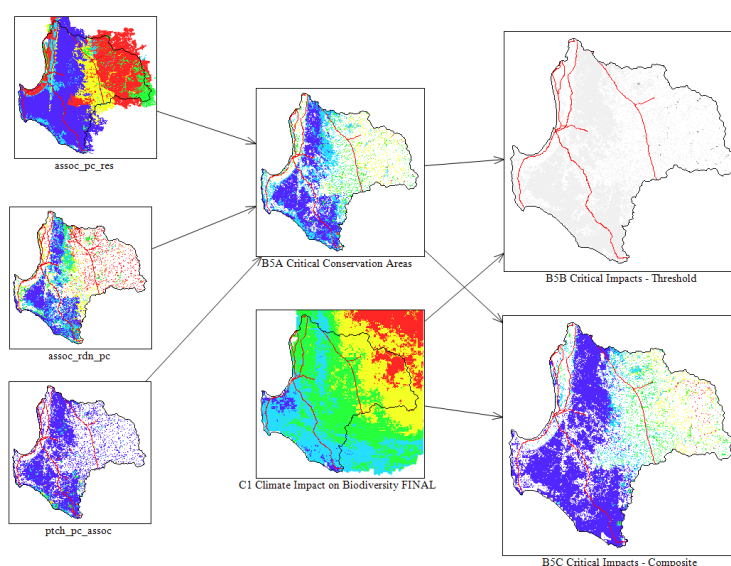 assoc_pc_res
B5A Critical Conservation Areas
B5B Critical Impacts - Threshold
assoc_rdn_pc
C1 Climate Impact on Biodiversity FINAL
ptch_pc_assoc
B5C Critical Impacts - Composite